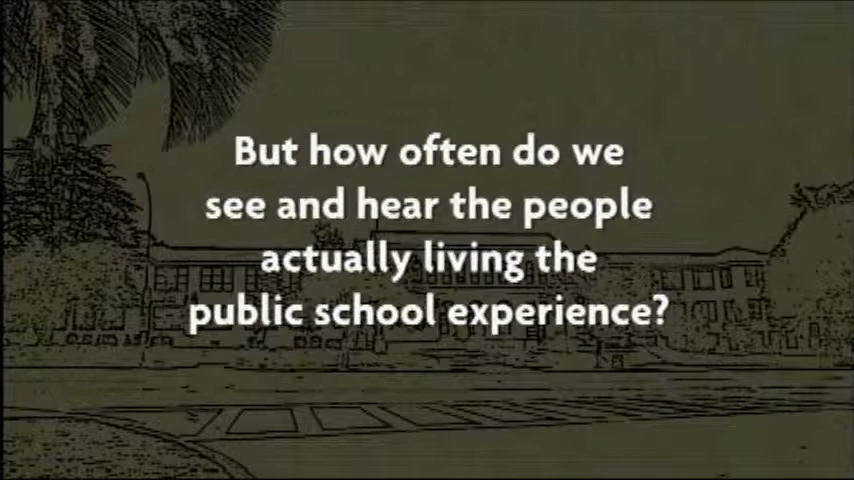 But how often do we
see and hear the people
actually living the
public school experience?